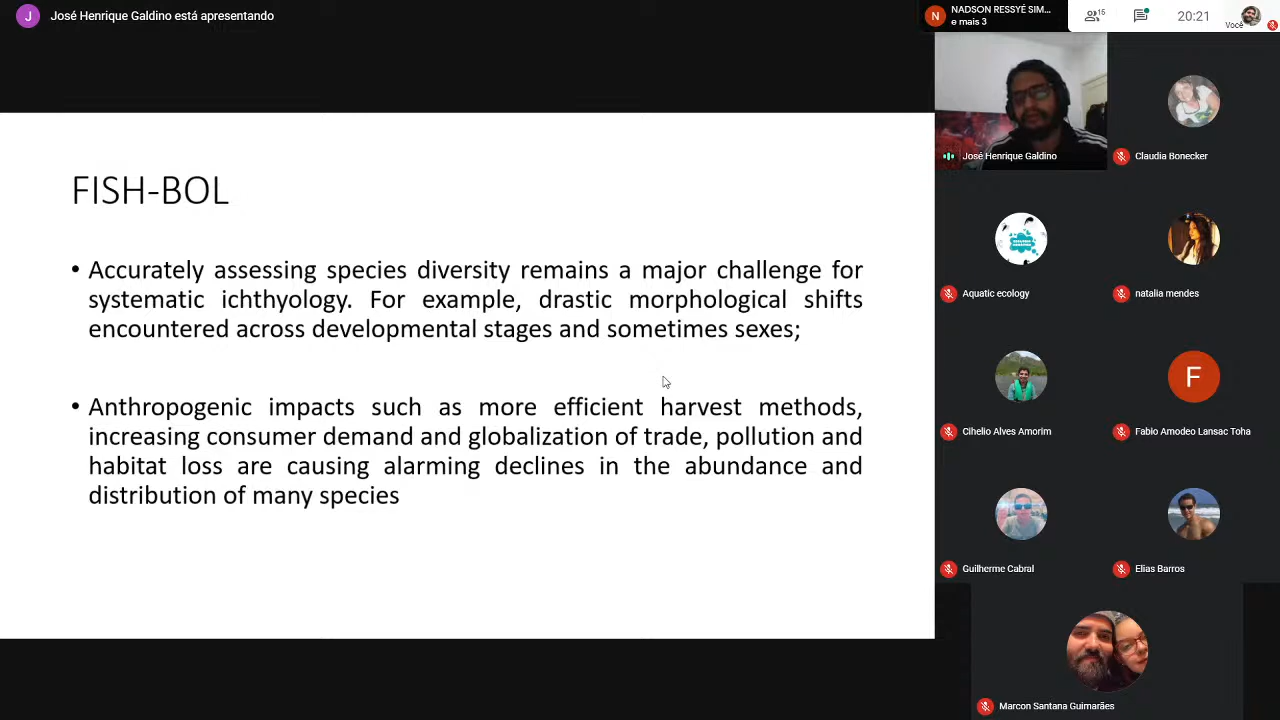 J
José Henrique Galdino está apresentando
N
NADSON RESSYÉ SIM...
e mais 3
15
20:21
Você
FISH-BOL
• Accurately assessing species diversity remains a major challenge for
systematic ichthyology. For example, drastic morphological shifts
encountered across developmental stages and sometimes sexes;
• Anthropogenic impacts such as more efficient harvest methods,
increasing consumer demand and globalization of trade, pollution and
habitat loss are causing alarming declines in the abundance and
distribution of many species
José Henrique Galdino
Claudia Bonecker
Aquatic ecology
natalia mendes
F
Cihelio Alves Amorim
Fabio Amodeo Lansac Toha
Guilherme Cabral
Elias Barros
Marcon Santana Guimarães